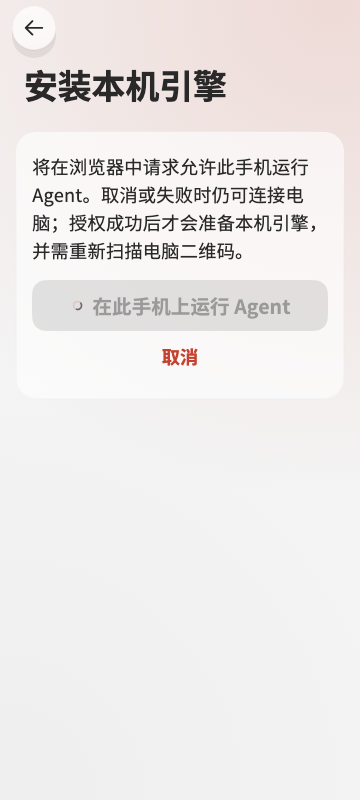 安装本机引擎
将在浏览器中请求允许此手机运行
Agent。取消或失败时仍可连接电
脑；授权成功后才会准备本机引擎，
并需重新扫描电脑二维码。
在此手机上运行 Agent
取消